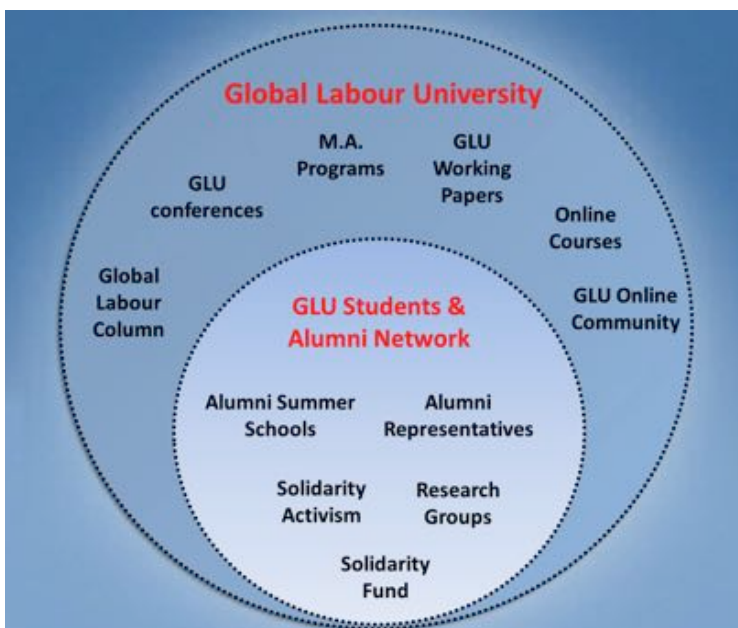 Global Labour University
M.A.
Programs
GLU
Working
Papers
GLU
conferences
Online
Courses
Global
Labour
Column
GLU Online
Community
GLU Students &
Alumni Network
Alumni Summer
Schools
Alumni
Representatives
Solidarity
Activism
Research
Groups
Solidarity
Fund